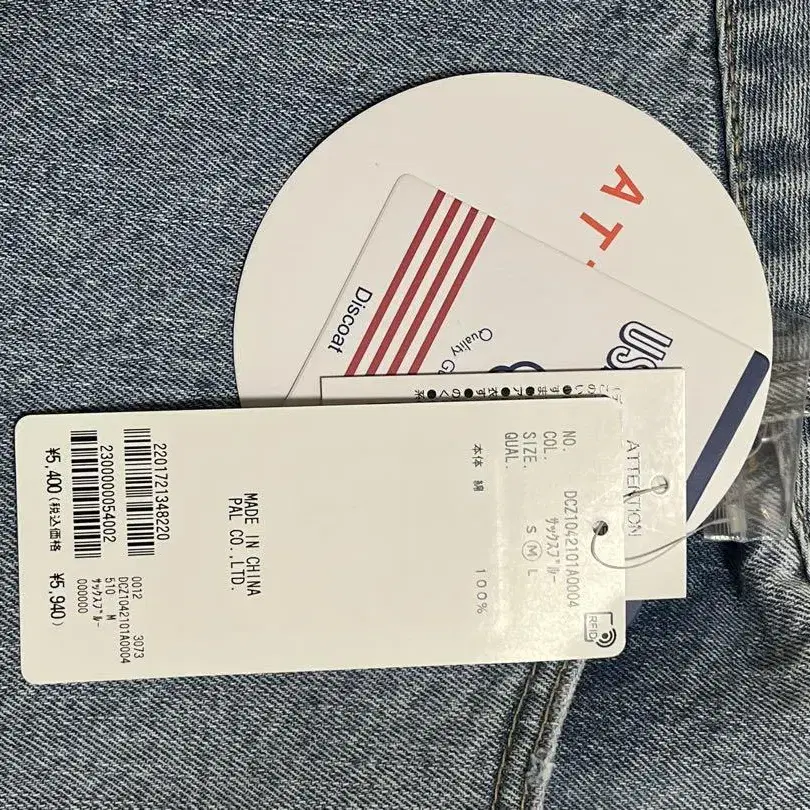 NO. DCZ1042101A0004
COL: サックスブルー
SIZE. S M L
QUAL.
本体 綿 100%
MADE IN CHINA
PAL CO.,LTD.
2201721348220
2300000054002
¥5,400(税込価格 ¥5,940)
0012 3073
DCZ1042101A0004
510 M
サックスブルー
000000
RFID
ATTENTION
Discoat
Quality
US
AT